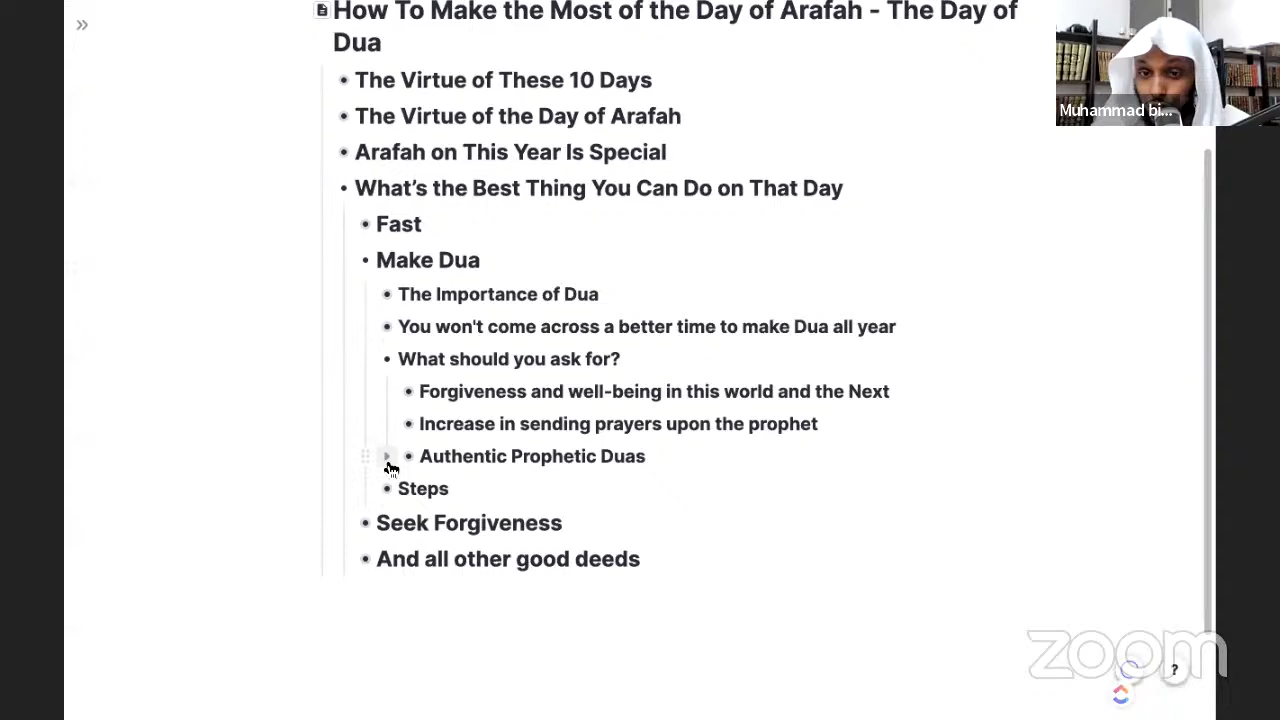 How To Make the Most of the Day of Arafah - The Day of
Dua
The Virtue of These 10 Days
The Virtue of the Day of Arafah
Arafah on This Year Is Special
What's the Best Thing You Can Do on That Day
Fast
Make Dua
The Importance of Dua
You won't come across a better time to make Dua all year
What should you ask for?
Forgiveness and well-being in this world and the Next
Increase in sending prayers upon the prophet
Authentic Prophetic Duas
Steps
Seek Forgiveness
And all other good deeds
Muhammad bi...
zoom
?